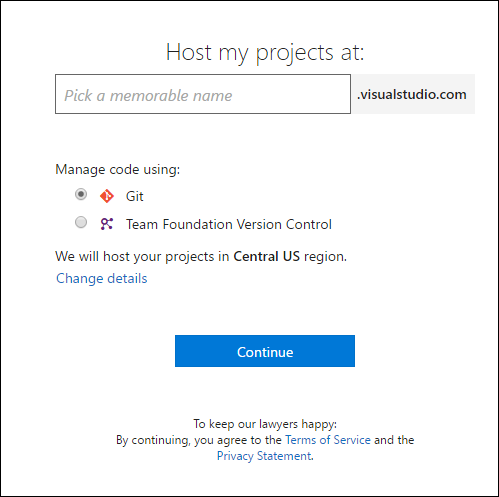 Host my projects at:
Pick a memorable name .visualstudio.com
Manage code using:
Git
Team Foundation Version Control
We will host your projects in Central US region.
Change details
Continue
To keep our lawyers happy:
By continuing, you agree to the Terms of Service and the
Privacy Statement.